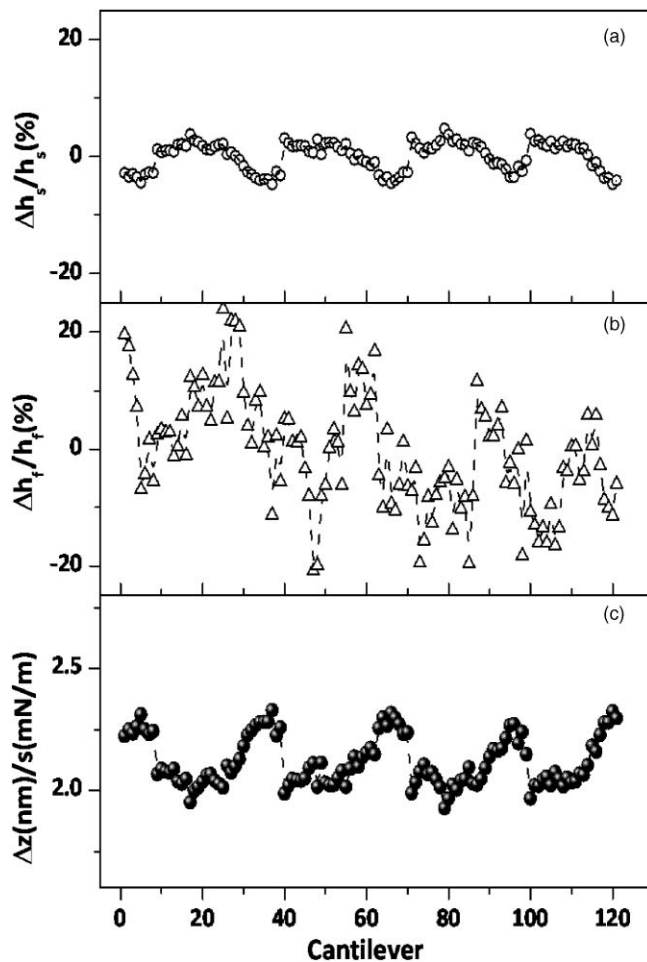 20
(a)
Δhs/hs(%)
0
-20
20
(b)
Δhf/hf(%)
0
-20
(c)
2.5
Δz(nm)/s(mN/m)
2.0
0 20 40 60 80 100 120
Cantilever